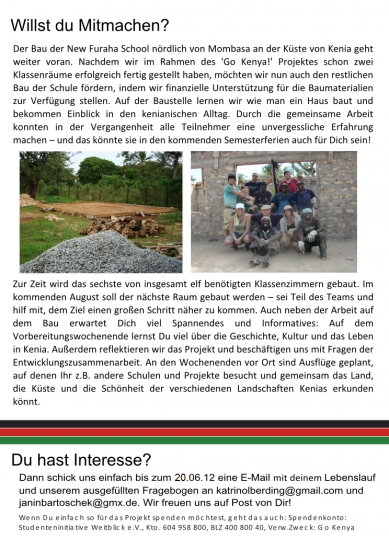 Willst du Mitmachen?
Der Bau der New Furaha School nördlich von Mombasa an der Küste von Kenia geht
weiter voran. Nachdem wir im Rahmen des 'Go Kenya!' Projektes schon zwei
Klassenräume erfolgreich fertig gestellt haben, möchten wir nun auch den restlichen
Bau der Schule fördern, indem wir finanzielle Unterstützung für die Baumaterialien
zur Verfügung stellen. Auf der Baustelle lernen wir wie man ein Haus baut und
bekommen Einblick in den kenianischen Alltag. Durch die gemeinsame Arbeit
konnten in der Vergangenheit alle Teilnehmer eine unvergessliche Erfahrung
machen – und das könnte sie in den kommenden Semesterferien auch für Dich sein!
Zur Zeit wird das sechste von insgesamt elf benötigten Klassenzimmern gebaut. Im
kommenden August soll der nächste Raum gebaut werden – sei Teil des Teams und
hilf mit, dem Ziel einen großen Schritt näher zu kommen. Auch neben der Arbeit auf
dem Bau erwartet Dich viel Spannendes und Informatives: Auf dem
Vorbereitungswochenende lernst Du viel über die Geschichte, Kultur und das Leben
in Kenia. Außerdem reflektieren wir das Projekt und beschäftigen uns mit Fragen der
Entwicklungszusammenarbeit. An den Wochenenden vor Ort sind Ausflüge geplant,
auf denen Ihr z.B. andere Schulen und Projekte besucht und gemeinsam das Land,
die Küste und die Schönheit der verschiedenen Landschaften Kenias erkunden
könnt.
Du hast Interesse?
Dann schick uns einfach bis zum 20.06.12 eine E-Mail mit deinem Lebenslauf
und unserem ausgefüllten Fragebogen an katrinolberding@gmail.com und
janinbartoschek@gmx.de. Wir freuen uns auf Post von Dir!
Wenn Du einfach so für das Projekt spenden möchtest, geht das auch: Spendenkonto:
Studenteninitiative Weitblick e.V., Kto. 604 958 800, BLZ 400 800 40, Verw.Zweck: Go Kenya